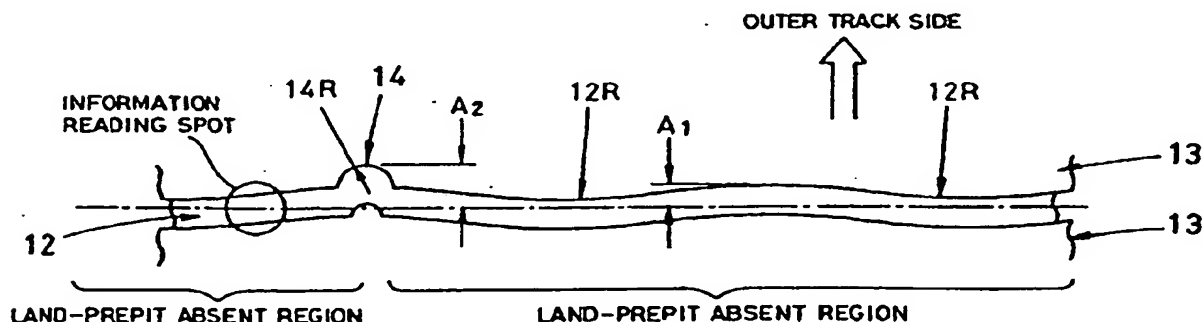 OUTER TRACK SIDE
14
14R
A2
12R
12R
INFORMATION
READING SPOT
A1
13
12
13
LAND-PREPIT ABSENT REGION
LAND-PREPIT ABSENT REGION